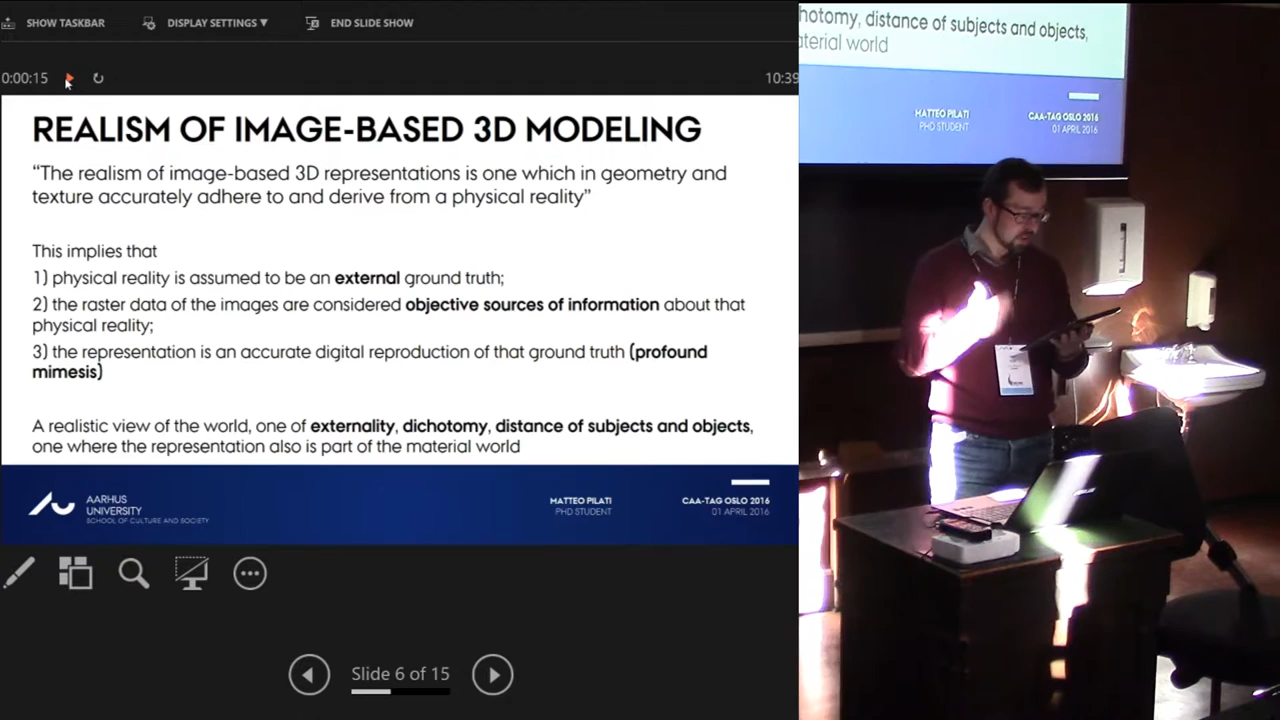 SHOW TASKBAR
DISPLAY SETTINGS ▼
END SLIDE SHOW
0:00:15
10:39
REALISM OF IMAGE-BASED 3D MODELING
“The realism of image-based 3D representations is one which in geometry and
texture accurately adhere to and derive from a physical reality”
This implies that
1) physical reality is assumed to be an external ground truth;
2) the raster data of the images are considered objective sources of information about that
physical reality;
3) the representation is an accurate digital reproduction of that ground truth (profound
mimesis)
A realistic view of the world, one of externality, dichotomy, distance of subjects and objects,
one where the representation also is part of the material world
AARHUS
UNIVERSITY
SCHOOL OF CULTURE AND SOCIETY
MATTEO PILATI
PHD STUDENT
CAA-TAG OSLO 2016
01 APRIL 2016
Slide 6 of 15
hotomy, distance of subjects and objects,
aterial world
MATTEO PILATI
PHD STUDENT
CAA-TAG OSLO 2016
01 APRIL 2016